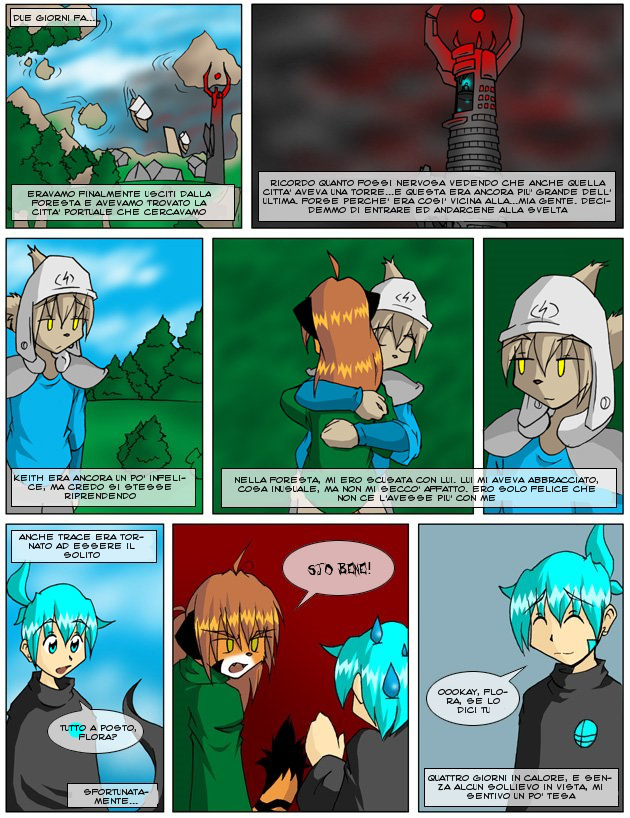 DUE GIORNI FA...
ERAVAMO FINALMENTE USCITI DALLA
FORESTA E AVEVAMO TROVATO LA
CITTA' PORTUALE CHE CERCAVAMO
RICORDO QUANTO FOSSI NERVOSA VEDENDO CHE ANCHE QUELLA
CITTA' AVEVA UNA TORRE...E QUESTA ERA ANCORA PIU' GRANDE DELL'
ULTIMA. FORSE PERCHE' ERA COSI' VICINA ALLA...MIA GENTE. DECI-
DEMMO DI ENTRARE ED ANDARCENE ALLA SVELTA
KEITH ERA ANCORA UN PO' INFELI-
CE, MA CREDO SI STESSE
RIPRENDENDO
NELLA FORESTA, MI ERO SCUSATA CON LUI. LUI MI AVEVA ABBRACCIATO,
COSA INUSUALE, MA NON MI SECCO' AFFATTO. ERO SOLO FELICE CHE
NON CE L'AVESSE PIU' CON ME
ANCHE TRACE ERA TOR-
NATO AD ESSERE IL
SOLITO
TUTTO A POSTO,
FLORA?
SFORTUNATA-
MENTE...
STO BENE!
OOOKAY, FLO-
RA, SE LO
DICI TU
QUATTRO GIORNI IN CALORE, E SEN-
ZA ALCUN SOLLIEVO IN VISTA, MI
SENTIVO UN PO' TESA